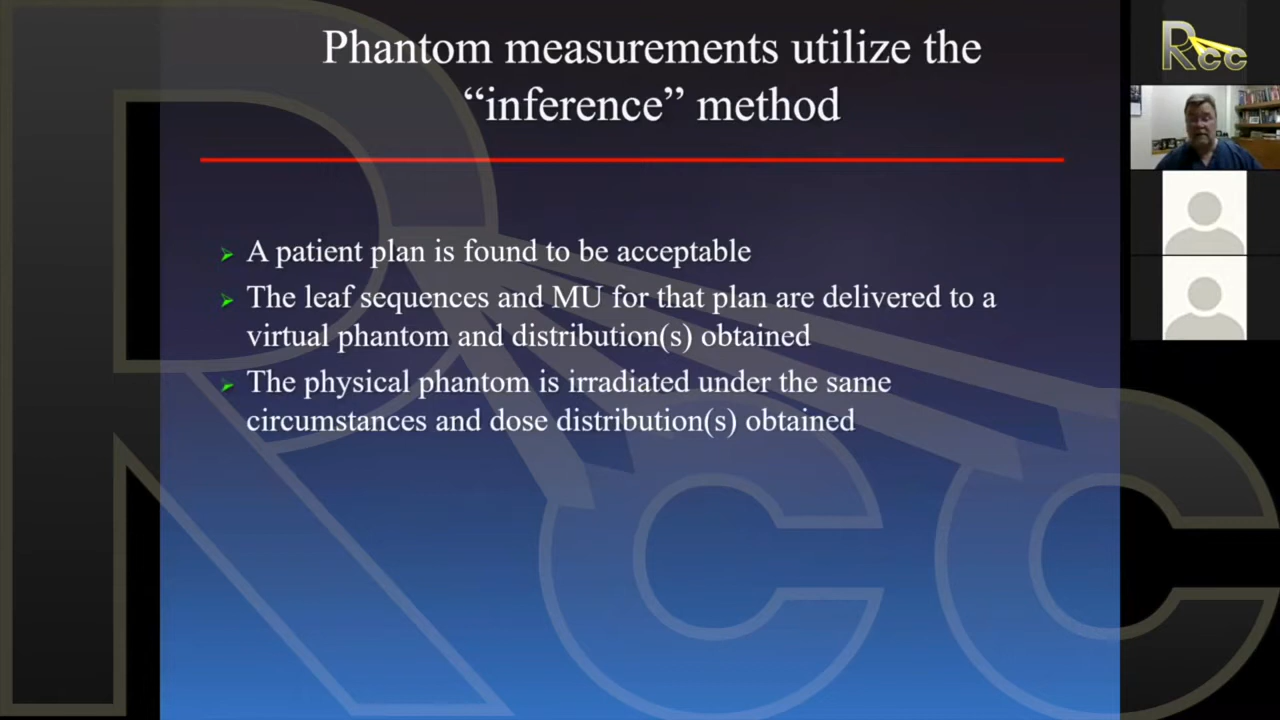 Phantom measurements utilize the
“inference” method
A patient plan is found to be acceptable
The leaf sequences and MU for that plan are delivered to a
virtual phantom and distribution(s) obtained
The physical phantom is irradiated under the same
circumstances and dose distribution(s) obtained
Rcc
Rcc